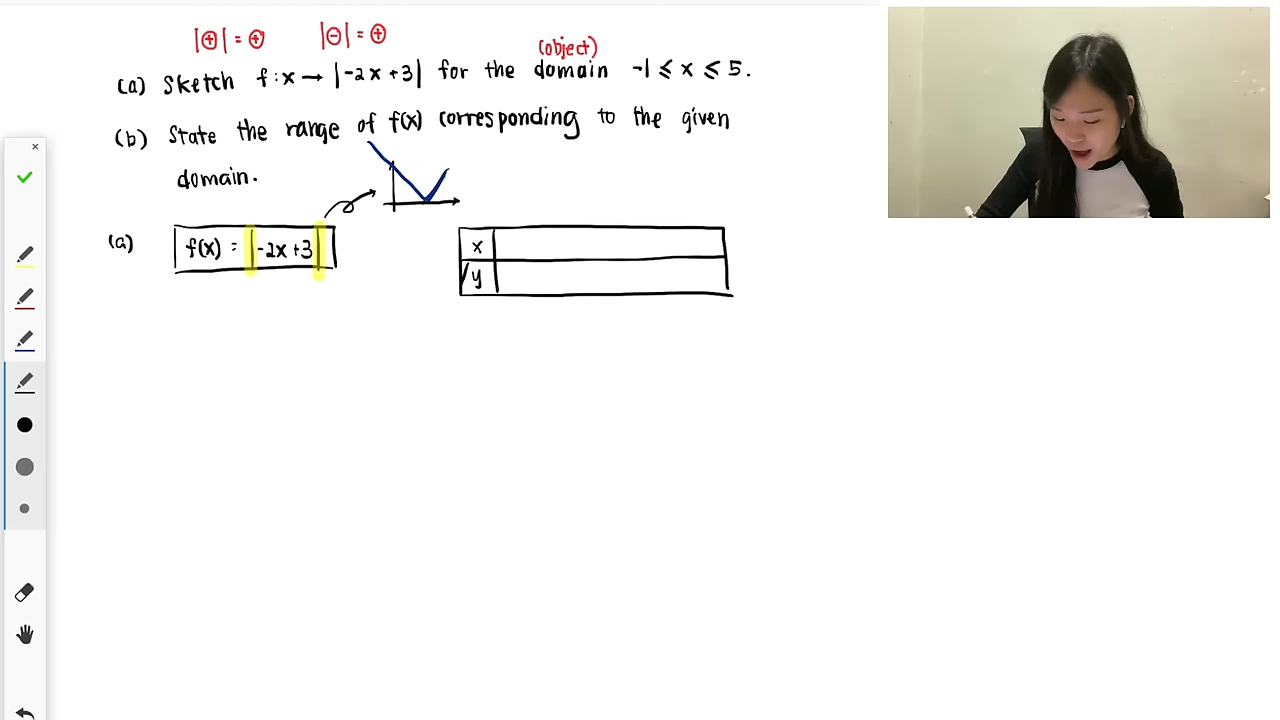 |⊕| = ⊕ |⊖| = ⊕
(object)
(a) Sketch f : x → |-2x + 3| for the domain -1 ≤ x ≤ 5.
(b) State the range of f(x) corresponding to the given
domain.
(a) f(x) = |-2x + 3|
x
y